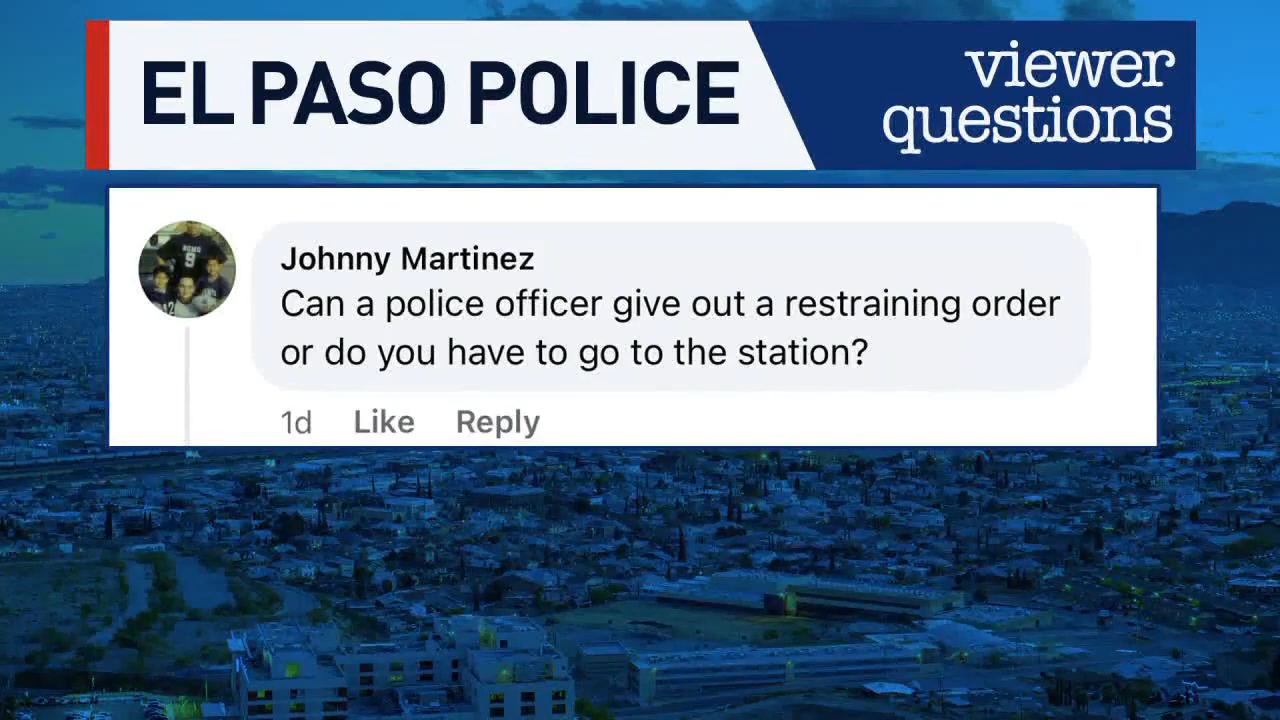 EL PASO POLICE
viewer
questions
Johnny Martinez
Can a police officer give out a restraining order
or do you have to go to the station?
1d Like Reply